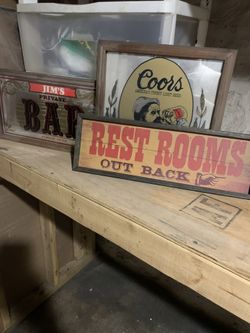 JIM'S
PRIVATE
BAR
Coors
REST ROOMS
OUT BACK